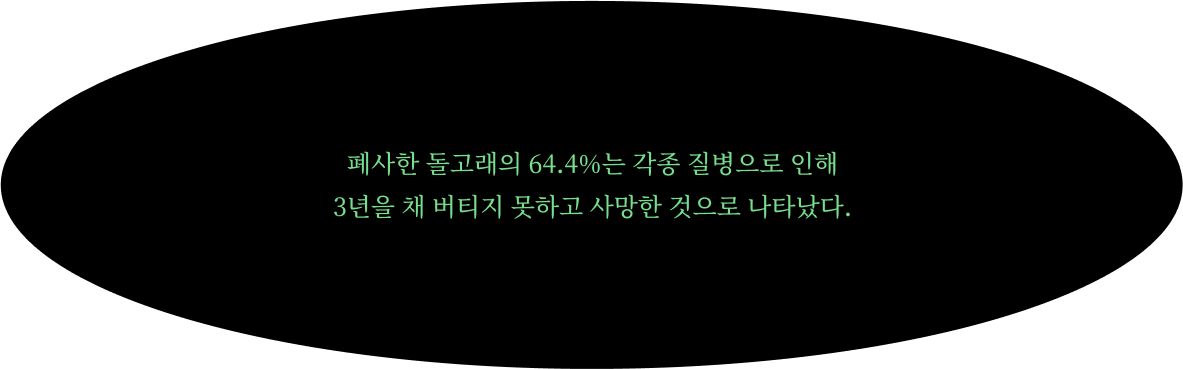 폐사한 돌고래의 64.4%는 각종 질병으로 인해
3년을 채 버티지 못하고 사망한 것으로 나타났다.